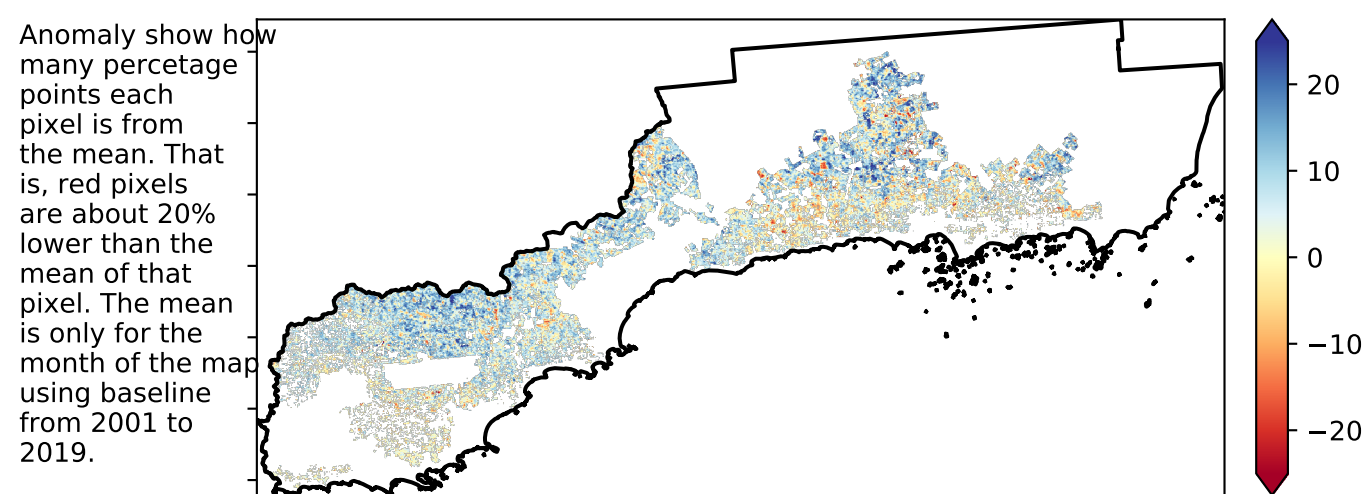 Anomaly show how
many percetage
points each
pixel is from
the mean. That
is, red pixels
are about 20%
lower than the
mean of that
pixel. The mean
is only for the
month of the map
using baseline
from 2001 to
2019.
20
10
0
−10
−20